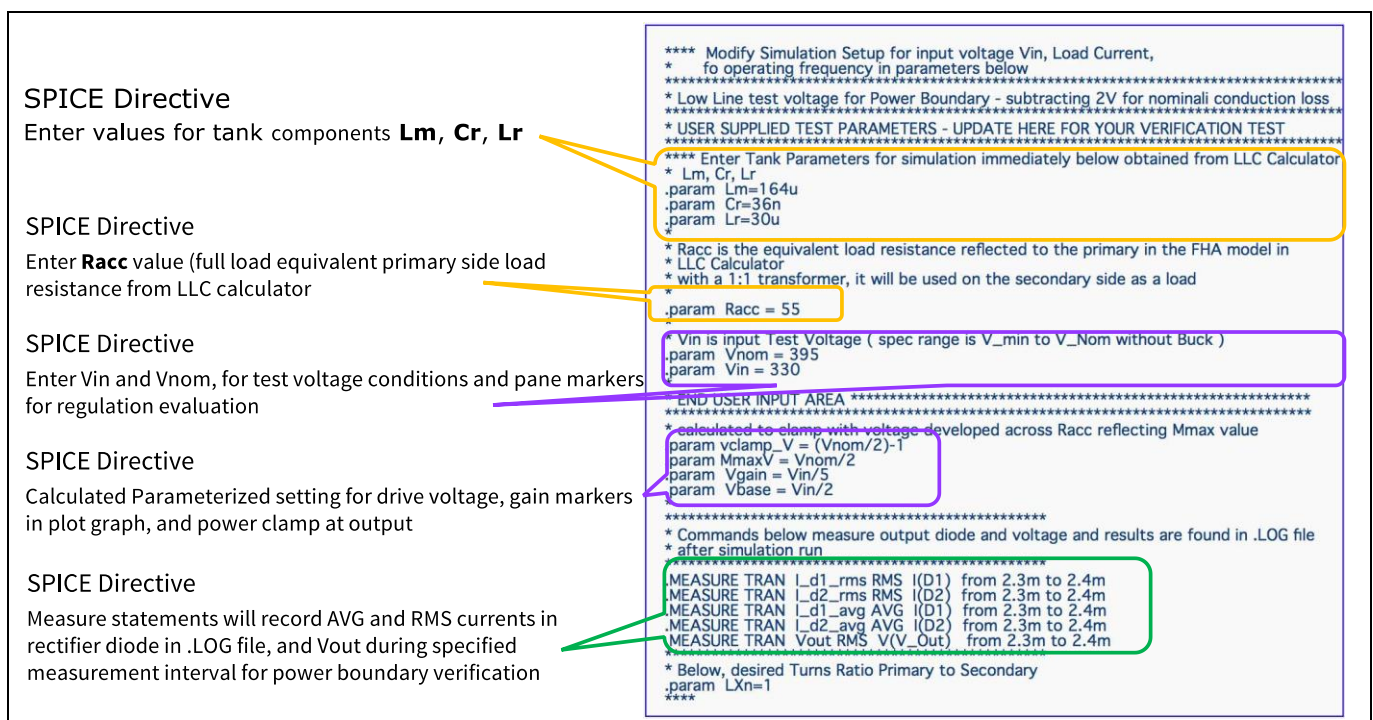 SPICE Directive
Enter values for tank components Lm, Cr, Lr
SPICE Directive
Enter Racc value (full load equivalent primary side load
resistance from LLC calculator
SPICE Directive
Enter Vin and Vnom, for test voltage conditions and pane markers
for regulation evaluation
SPICE Directive
Calculated Parameterized setting for drive voltage, gain markers
in plot graph, and power clamp at output
SPICE Directive
Measure statements will record AVG and RMS currents in
rectifier diode in .LOG file, and Vout during specified
measurement interval for power boundary verification
**** Modify Simulation Setup for input voltage Vin, Load Current,
* fo operating frequency in parameters below
****************************************************************************************
* Low Line test voltage for Power Boundary - subtracting 2V for nominali conduction loss
****************************************************************************************
* USER SUPPLIED TEST PARAMETERS - UPDATE HERE FOR YOUR VERIFICATION TEST
****************************************************************************************
**** Enter Tank Parameters for simulation immediately below obtained from LLC Calculator
* Lm, Cr, Lr
.param Lm=164u
.param Cr=36n
.param Lr=30u
*
* Racc is the equivalent load resistance reflected to the primary in the FHA model in
* LLC Calculator
* with a 1:1 transformer, it will be used on the secondary side as a load
*
.param Racc = 55
*
* Vin is input Test Voltage ( spec range is V_min to V_Nom without Buck )
.param Vnom = 395
.param Vin = 330
*
* END USER INPUT AREA ************************************************************
************************************************************************************
* calculated to clamp with voltage developed across Racc reflecting Mmax value
.param vclamp_V = (Vnom/2)-1
.param MmaxV = Vnom/2
.param Vgain = Vin/5
.param Vbase = Vin/2
*
**************************************************
* Commands below measure output diode and voltage and results are found in .LOG file
* after simulation run
**************************************************
.MEASURE TRAN I_d1_rms RMS I(D1) from 2.3m to 2.4m
.MEASURE TRAN I_d2_rms RMS I(D2) from 2.3m to 2.4m
.MEASURE TRAN I_d1_avg AVG I(D1) from 2.3m to 2.4m
.MEASURE TRAN I_d2_avg AVG I(D2) from 2.3m to 2.4m
.MEASURE TRAN Vout RMS V(V_Out) from 2.3m to 2.4m
**************************************************
* Below, desired Turns Ratio Primary to Secondary
.param LXn=1
****